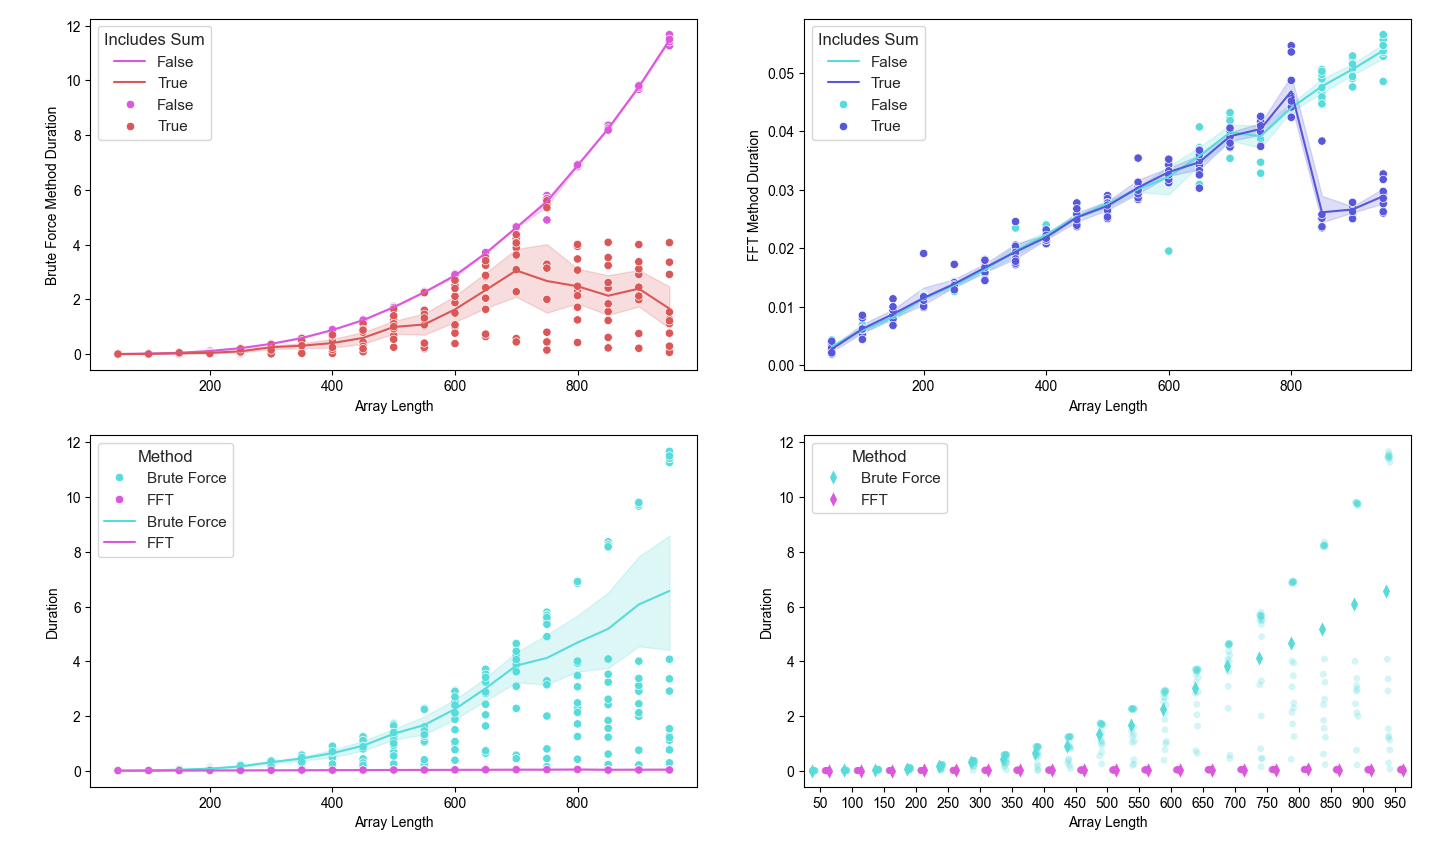 Includes Sum
False
True
False
True
12
10
8
6
4
2
0
Brute Force Method Duration
200
400
600
800
Array Length
Includes Sum
False
True
False
True
0.05
0.04
0.03
0.02
0.01
0.00
FFT Method Duration
200
400
600
800
Array Length
Method
Brute Force
FFT
Brute Force
FFT
12
10
8
6
4
2
0
Duration
200
400
600
800
Array Length
Method
Brute Force
FFT
12
10
8
6
4
2
0
Duration
50 100 150 200 250 300 350 400 450 500 550 600 650 700 750 800 850 900 950
Array Length